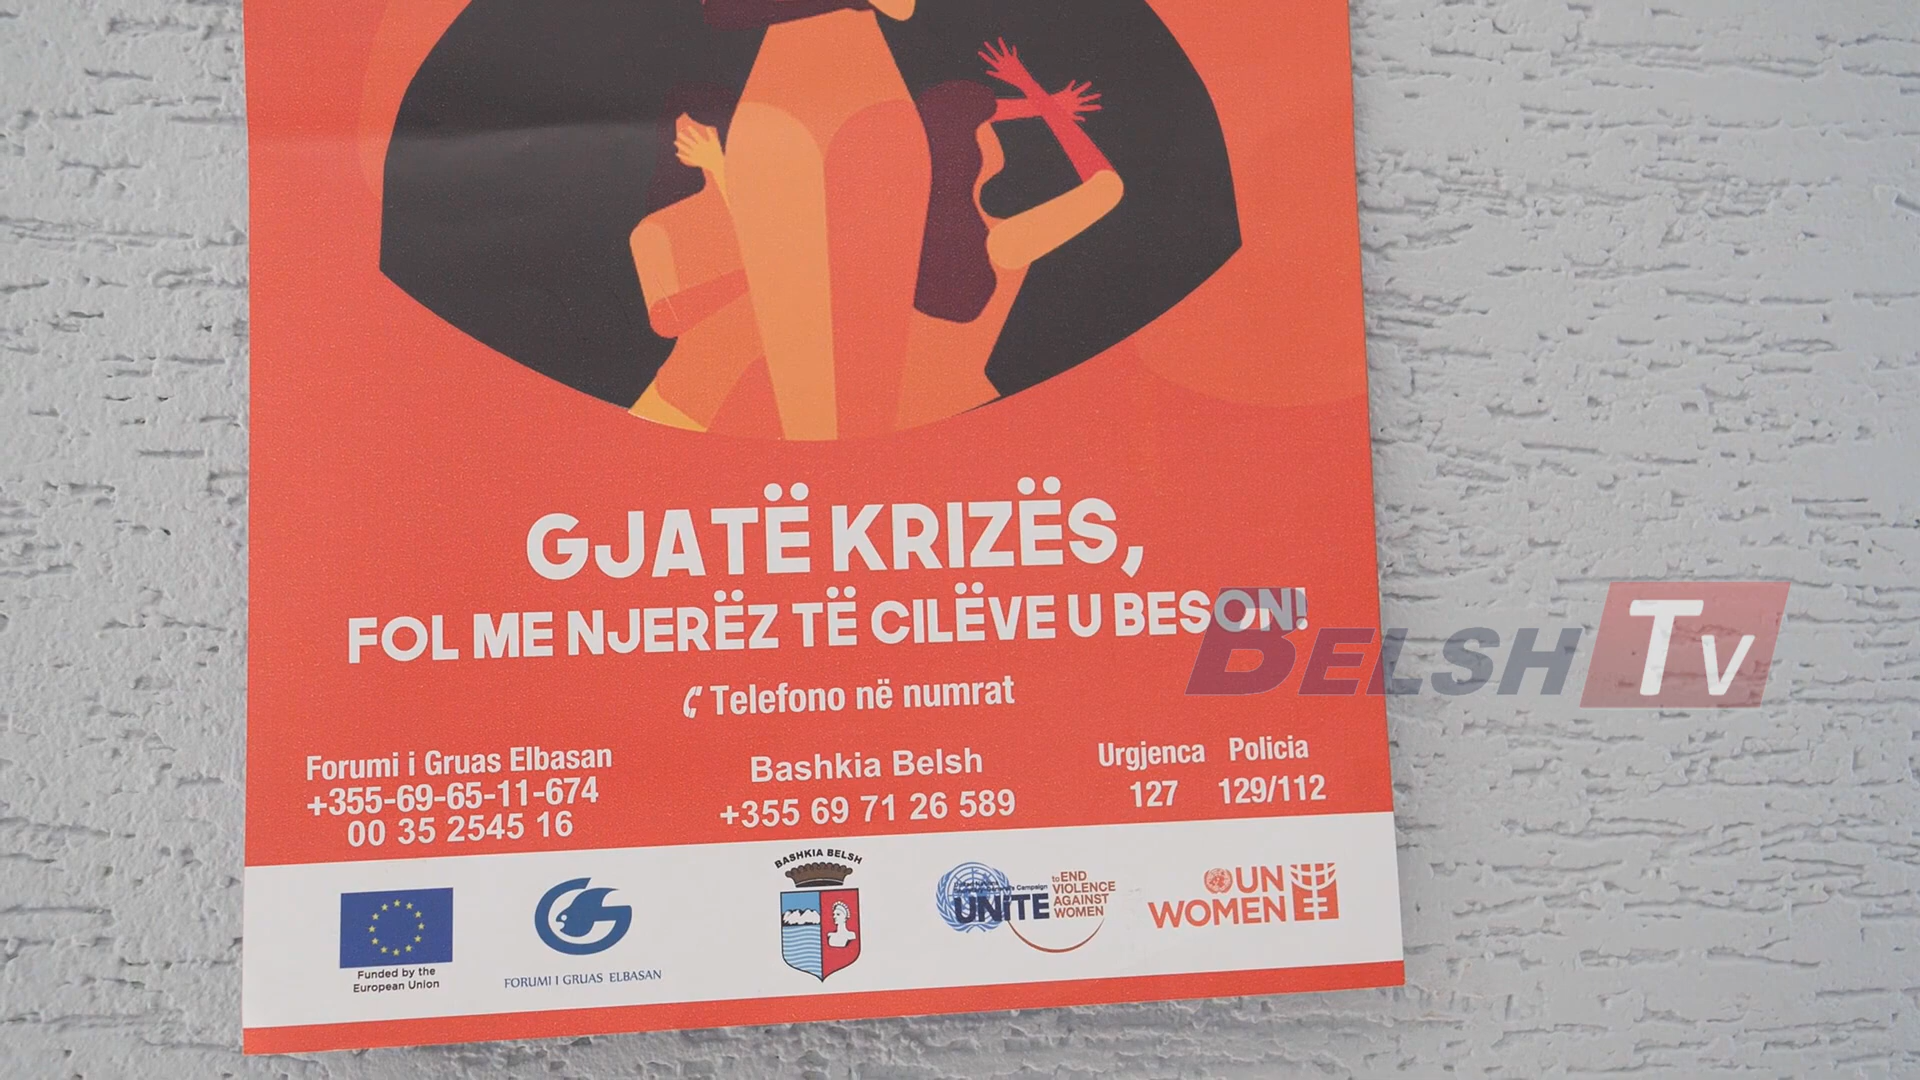 GJATË KRIZËS,
FOL ME NJERËZ TË CILËVE U BESON!
BELSH TV
Telefono në numrat
Forumi i Gruas Elbasan
+355-69-65-11-674
00 35 2545 16
Bashkia Belsh
+355 69 71 26 589
Urgjenca Policia
127 129/112
Funded by the
European Union
FORUMI I GRUAS ELBASAN
BASHKIA BELSH
UNiTE
to END
VIOLENCE
AGAINST
WOMEN
UN
WOMEN